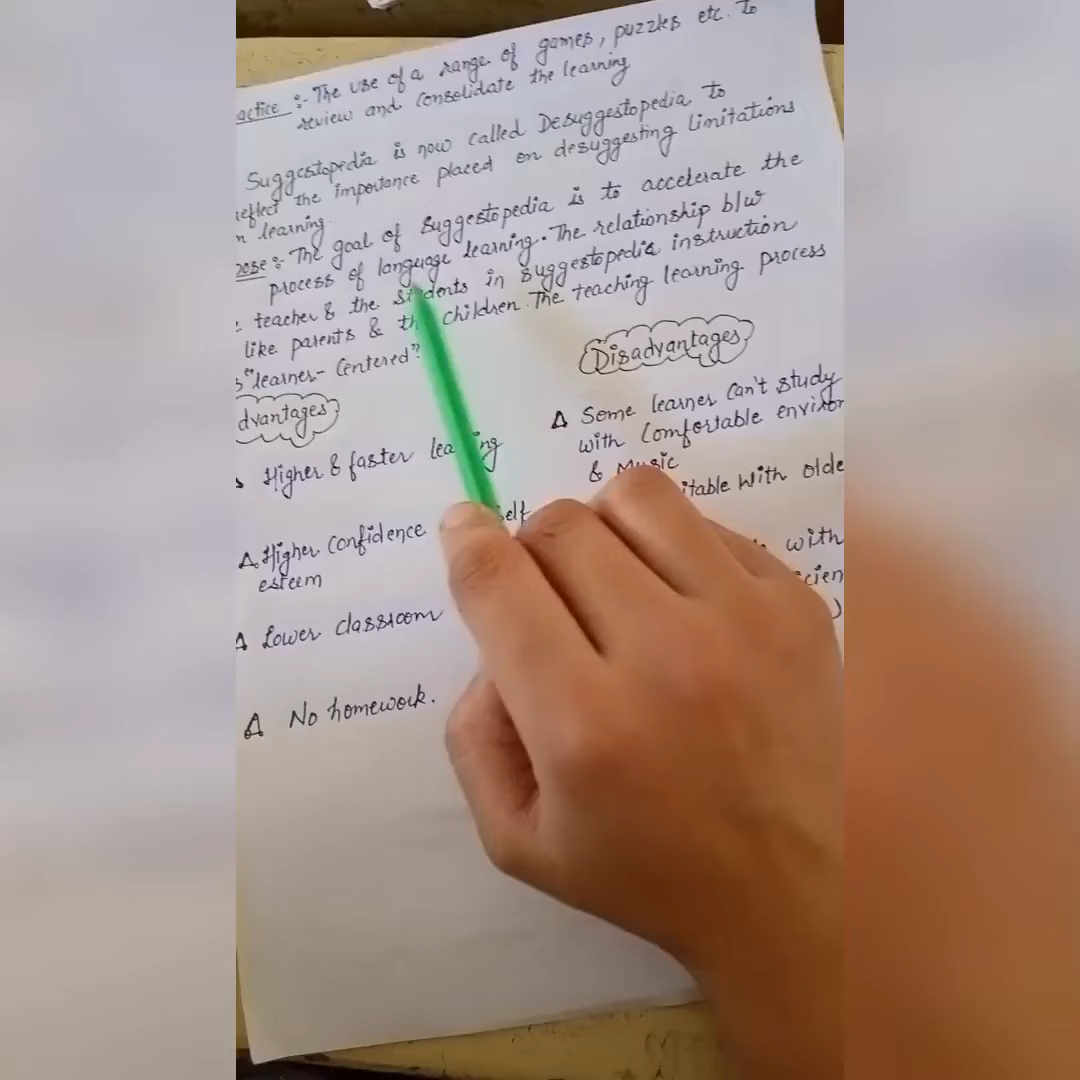 actice :- The use of a range of games, puzzles etc. to
review and consolidate the learning
Suggestopedia is now called Desuggestopedia to
reflect the importance placed on desuggesting limitations
n learning.
pose :- The goal of Suggestopedia is to accelerate the
process of language learning. The relationship b/w
teacher & the students in suggestopedia instruction
like parents & the children. The teaching learning process
s "learner- Centered"
dvantages
Disadvantages
Higher & faster learning
Δ Some learner can't study
with Comfortable environ
& Music
itable with olde
Δ Higher Confidence self
esteem
with
cien
Δ Lower classroom
)
Δ No homework.